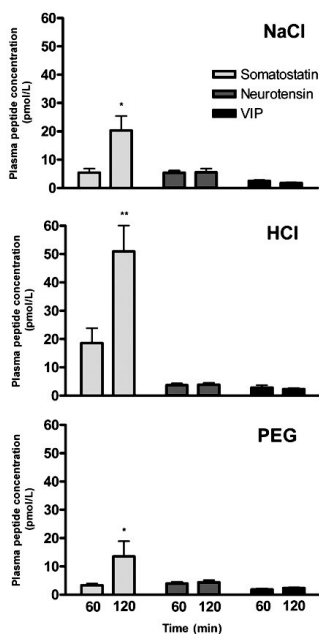 NaCl
Plasma peptide concentration
(pmol/L)
60
50
40
30
20
10
0
*
Somatostatin
Neurotensin
VIP
HCl
Plasma peptide concentration
(pmol/L)
60
50
40
30
20
10
0
**
PEG
Plasma peptide concentration
(pmol/L)
60
50
40
30
20
10
0
*
60 120 60 120 60 120
Time (min)